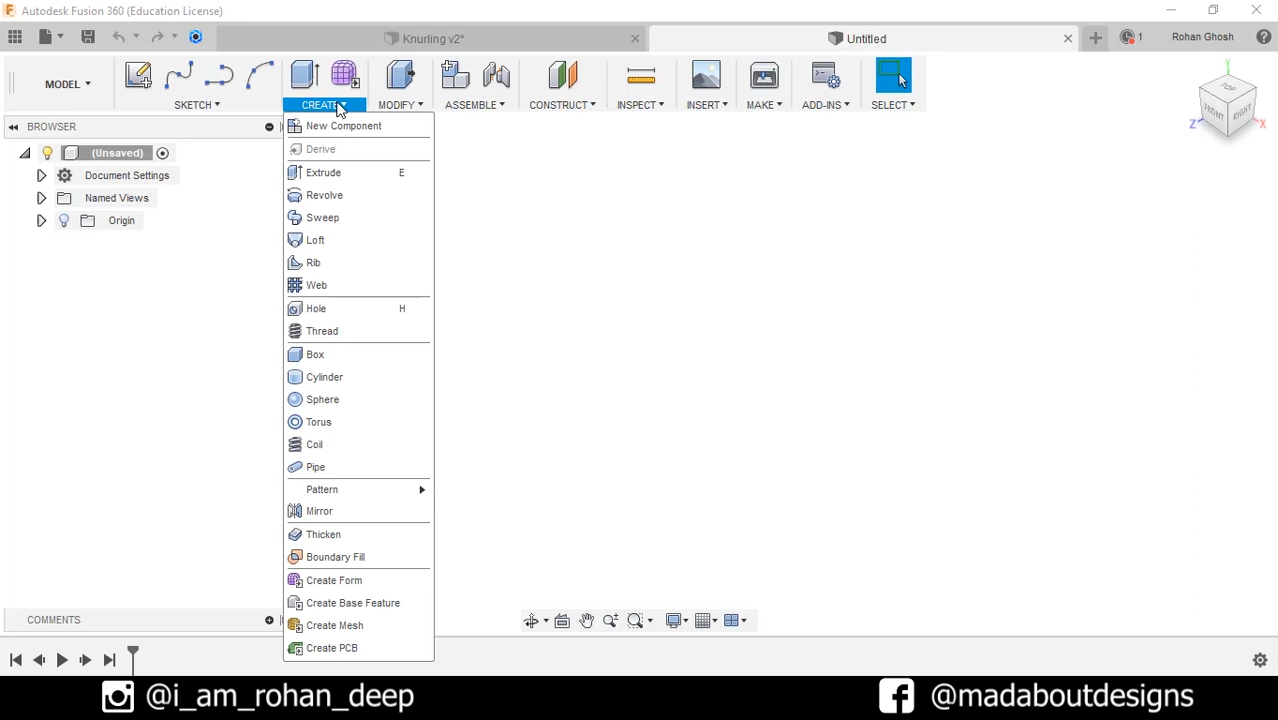 Autodesk Fusion 360 (Education License)
Knurling v2*
Untitled
1
Rohan Ghosh
MODEL
SKETCH
CREATE
MODIFY
ASSEMBLE
CONSTRUCT
INSPECT
INSERT
MAKE
ADD-INS
SELECT
TOP
FRONT
RIGHT
Y
Z
X
BROWSER
(Unsaved)
Document Settings
Named Views
Origin
New Component
Derive
Extrude E
Revolve
Sweep
Loft
Rib
Web
Hole H
Thread
Box
Cylinder
Sphere
Torus
Coil
Pipe
Pattern
Mirror
Thicken
Boundary Fill
Create Form
Create Base Feature
Create Mesh
Create PCB
COMMENTS
@i_am_rohan_deep
@madaboutdesigns